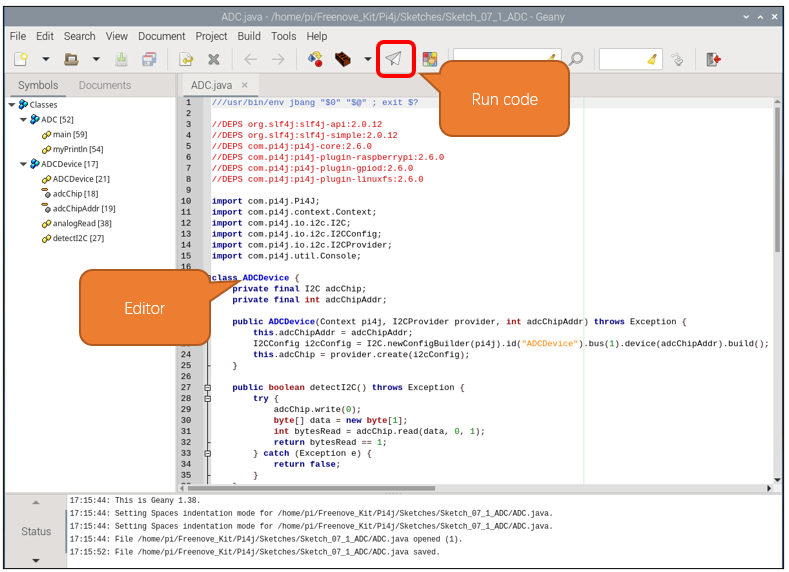 ADC.java - /home/pi/Freenove_Kit/Pi4j/Sketches/Sketch_07_1_ADC - Geany
File Edit Search View Document Project Build Tools Help
Run code
Symbols Documents
ADC.java ×
Classes
ADC [52]
main [59]
myPrintln [54]
ADCDevice [17]
ADCDevice [21]
adcChip [18]
adcChipAddr [19]
analogRead [38]
detectI2C [27]
1 ///usr/bin/env jbang "$0" "$@" ; exit $?
2
3 //DEPS org.slf4j:slf4j-api:2.0.12
4 //DEPS org.slf4j:slf4j-simple:2.0.12
5 //DEPS com.pi4j:pi4j-core:2.6.0
6 //DEPS com.pi4j:pi4j-plugin-raspberrypi:2.6.0
7 //DEPS com.pi4j:pi4j-plugin-gpiod:2.6.0
8 //DEPS com.pi4j:pi4j-plugin-linuxfs:2.6.0
9
10 import com.pi4j.Pi4J;
11 import com.pi4j.context.Context;
12 import com.pi4j.io.i2c.I2C;
13 import com.pi4j.io.i2c.I2CConfig;
14 import com.pi4j.io.i2c.I2CProvider;
15 import com.pi4j.util.Console;
16
class ADCDevice {
private final I2C adcChip;
private final int adcChipAddr;
Editor
public ADCDevice(Context pi4j, I2CProvider provider, int adcChipAddr) throws Exception {
this.adcChipAddr = adcChipAddr;
I2CConfig i2cConfig = I2C.newConfigBuilder(pi4j).id("ADCDevice").bus(1).device(adcChipAddr).build();
24 this.adcChip = provider.create(i2cConfig);
25 }
26
27 public boolean detectI2C() throws Exception {
28 try {
29 adcChip.write(0);
30 byte[] data = new byte[1];
31 int bytesRead = adcChip.read(data, 0, 1);
32 return bytesRead == 1;
33 } catch (Exception e) {
34 return false;
35 }
Status
17:15:44: This is Geany 1.38.
17:15:44: Setting Spaces indentation mode for /home/pi/Freenove_Kit/Pi4j/Sketches/Sketch_07_1_ADC/ADC.java.
17:15:44: Setting Spaces indentation mode for /home/pi/Freenove_Kit/Pi4j/Sketches/Sketch_07_1_ADC/ADC.java.
17:15:44: File /home/pi/Freenove_Kit/Pi4j/Sketches/Sketch_07_1_ADC/ADC.java opened (1).
17:15:52: File /home/pi/Freenove_Kit/Pi4j/Sketches/Sketch_07_1_ADC/ADC.java saved.